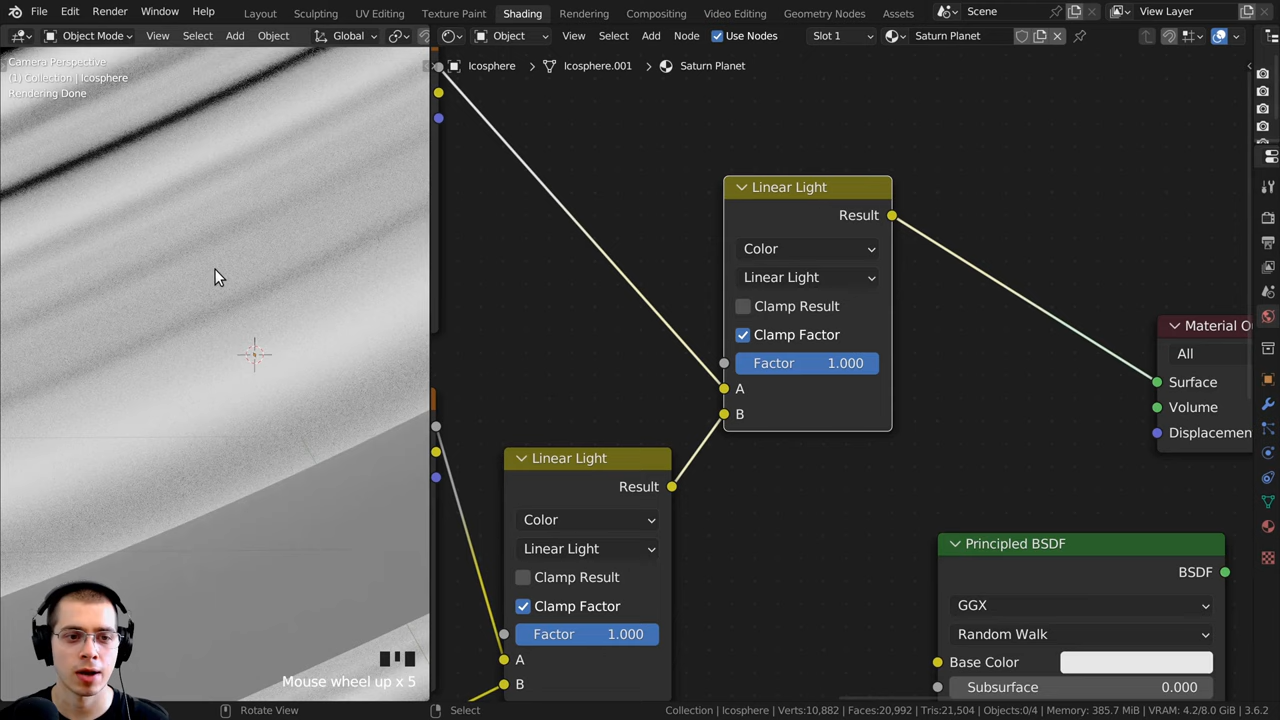 File Edit Render Window Help Layout Sculpting UV Editing Texture Paint Shading Rendering Compositing Video Editing Geometry Nodes Assets Scene View Layer
Object Mode View Select Add Object Global Object View Select Add Node Use Nodes Slot 1 Saturn Planet
Camera Perspective
(1) Collection | Icosphere
Rendering Done
Icosphere > Icosphere.001 > Saturn Planet
Linear Light
Result
Color
Linear Light
Clamp Result
Clamp Factor
Factor 1.000
A
B
Material O
All
Surface
Volume
Displacemen
Linear Light
Result
Color
Linear Light
Clamp Result
Clamp Factor
Factor 1.000
A
B
Principled BSDF
BSDF
GGX
Random Walk
Base Color
Subsurface 0.000
Mouse wheel up x 5
Rotate View Select Collection | Icosphere | Verts:10,882 | Faces:20,992 | Tris:21,504 | Objects:0/4 | Memory: 385.7 MiB | VRAM: 4.2/8.0 GiB | 3.6.2